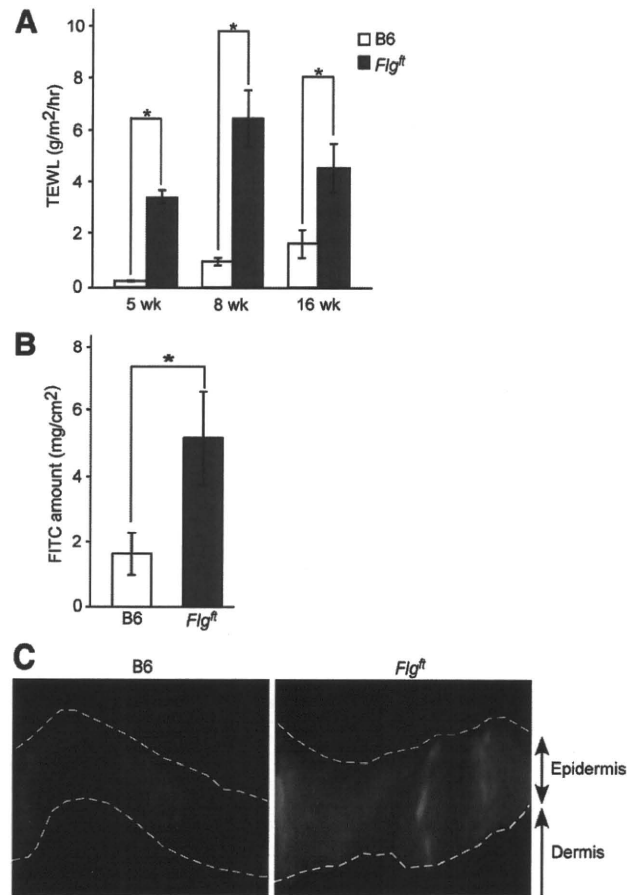 A
TEWL (g/m2/hr)
10
8
6
4
2
0
* * *
5 wk 8 wk 16 wk
B6
Flgft
B
FITC amount (mg/cm2)
8
6
4
2
0
*
B6 Flgft
C
B6 Flgft
Epidermis
Dermis